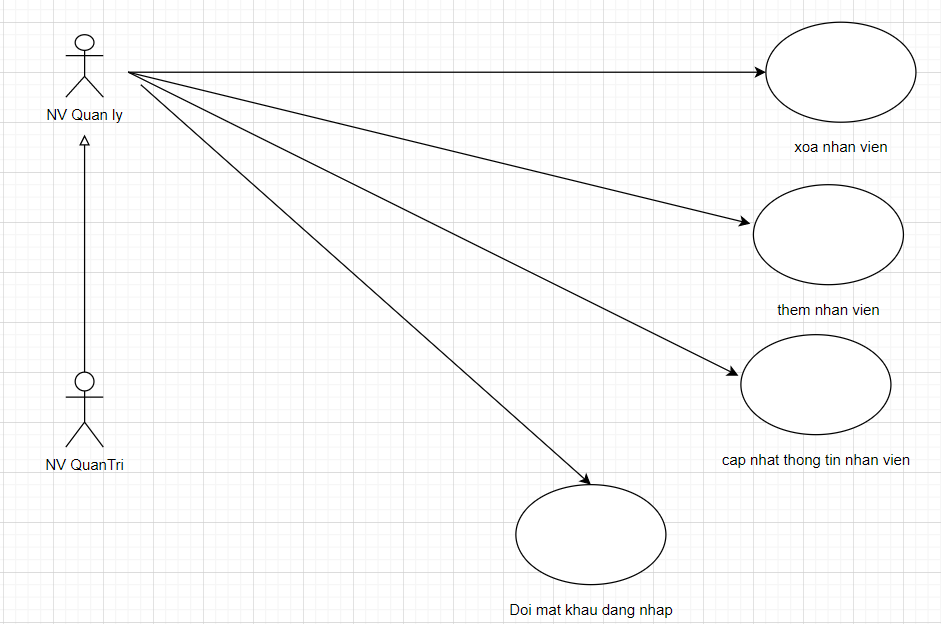 NV Quan ly
xoa nhan vien
them nhan vien
cap nhat thong tin nhan vien
NV QuanTri
Doi mat khau dang nhap